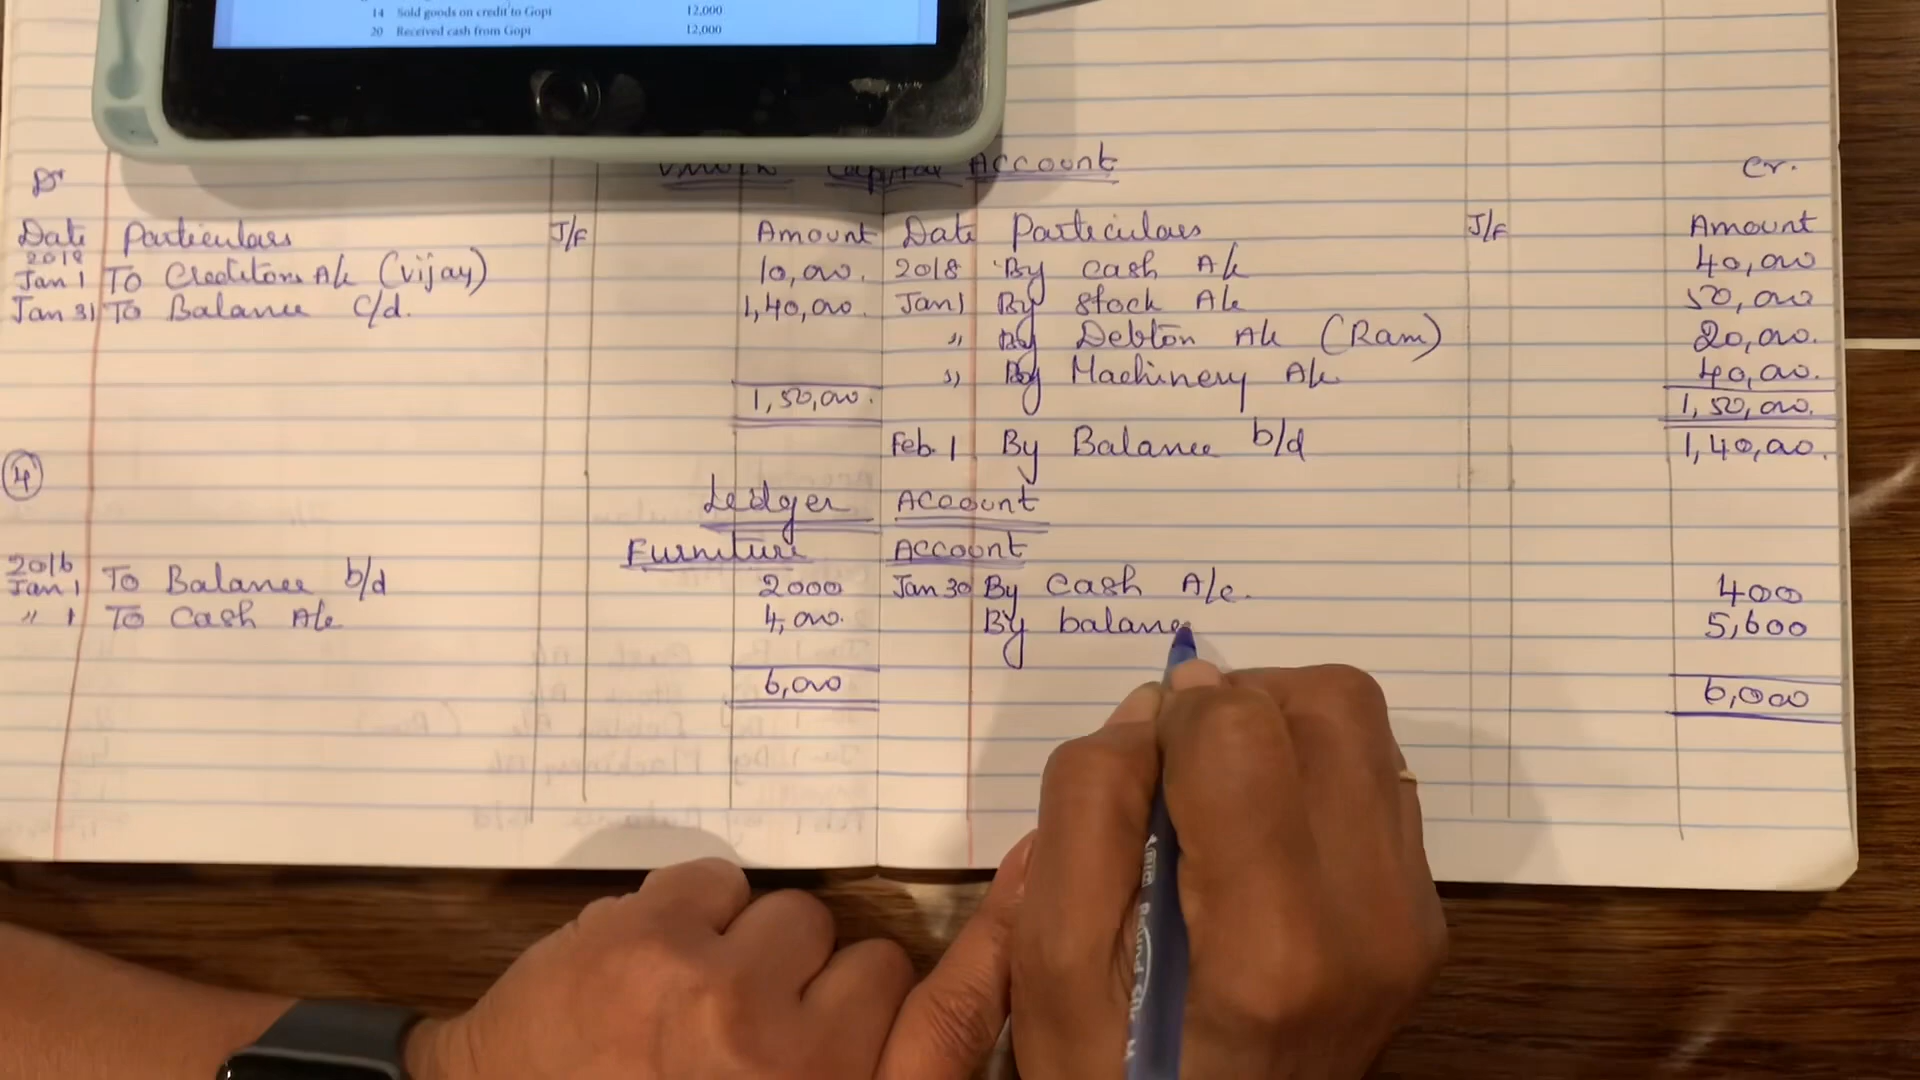 14 Sold goods on credit to Gopi 12,000
20 Received cash from Gopi 12,000
Capital Account
Dr Cr.
Date Particulars J/F Amount Date Particulars J/F Amount
2018
Jan 1 To Creditors A/c (Vijay) 10,000. 2018 By cash A/c 40,000
Jan 31 To Balance c/d. 1,40,000. Jan 1 By stock A/c 50,000
" By Debtors A/c (Ram) 20,000.
" By Machinery A/c 40,000.
1,50,000. 1,50,000.
Feb. 1 By Balance b/d 1,40,000.
4
Ledger Account
Furniture Account
2016
Jan 1 To Balance b/d 2000 Jan 30 By Cash A/c. 400
" 1 To Cash A/c 4,000. By balance 5,600
6,000 6,000
Reynolds